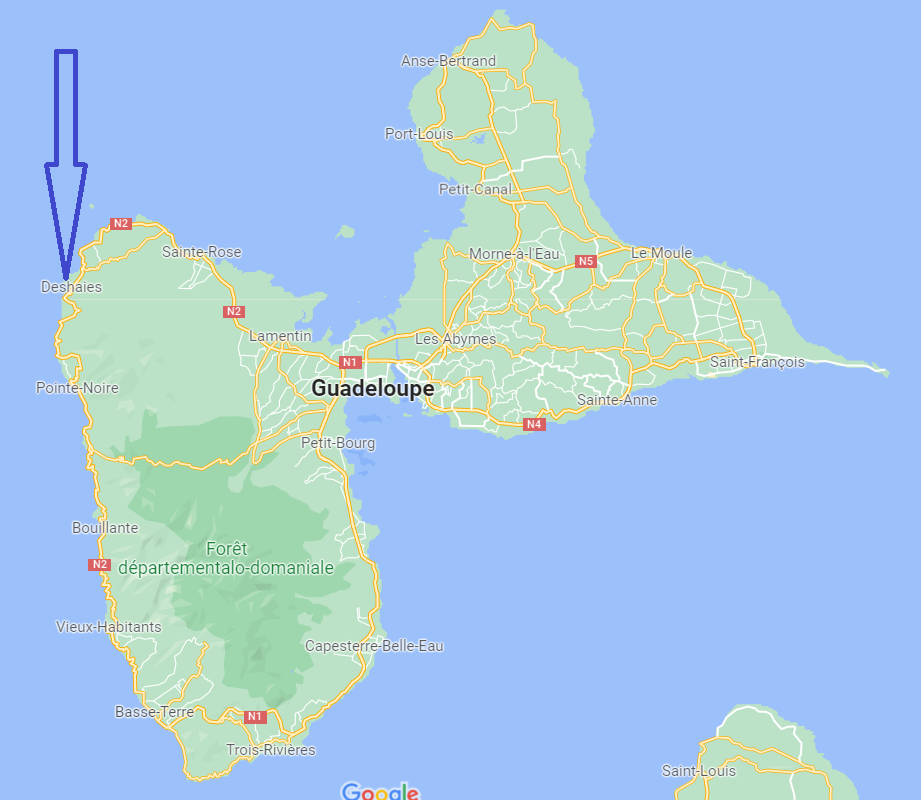 Anse-Bertrand
Port-Louis
Petit-Canal
N2
Sainte-Rose
Morne-à-l'Eau
N5
Le Moule
Deshaies
N2
Lamentin
Les Abymes
N1
Saint-François
Pointe-Noire
Guadeloupe
Sainte-Anne
N4
Petit-Bourg
Bouillante
Forêt
départementalo-domaniale
N2
Vieux-Habitants
Capesterre-Belle-Eau
Basse-Terre
N1
Trois-Rivières
Saint-Louis
Google